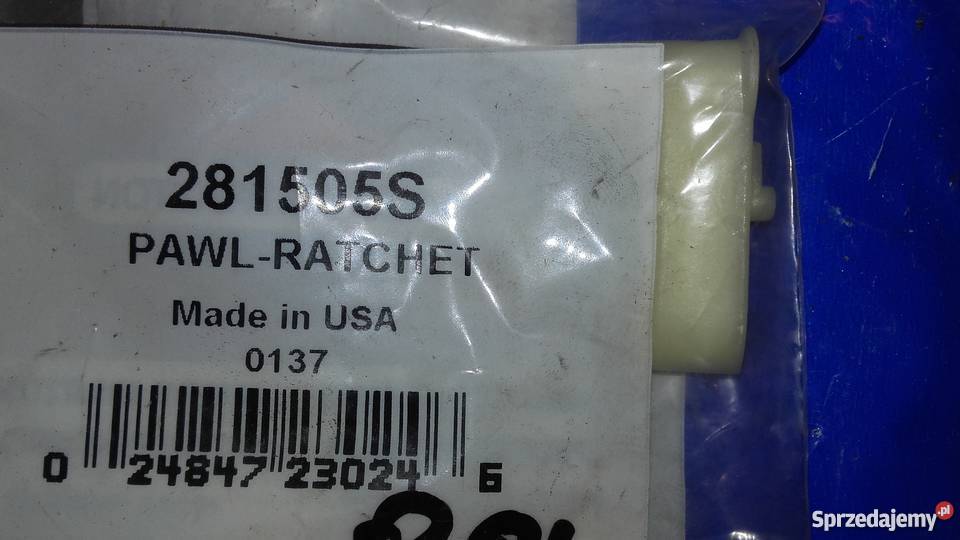 281505S
PAWL-RATCHET
Made in USA
0137
0 24847 23024 6
Sprzedajemy.pl